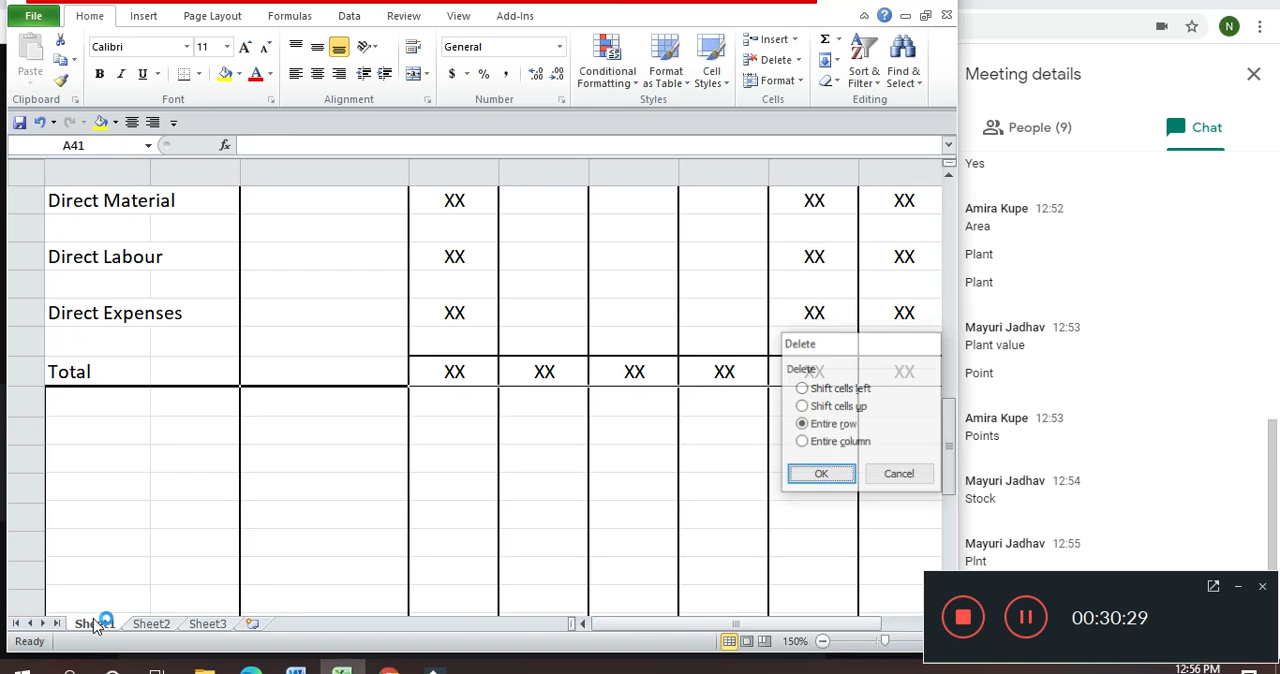 File Home Insert Page Layout Formulas Data Review View Add-Ins
Calibri 11 General Insert
Paste Conditional Format Cell Delete Sort & Find &
Formatting as Table Styles Format Filter Select
Clipboard Font Alignment Number Styles Cells Editing
A41 fx
Direct Material XX XX XX
Direct Labour XX XX XX
Direct Expenses XX XX XX
Total XX XX XX XX XX XX
Delete
Delete
Shift cells left
Shift cells up
Entire row
Entire column
OK Cancel
Sheet2 Sheet3
Ready 150%
N
Meeting details
People (9) Chat
Yes
Amira Kupe 12:52
Area
Plant
Plant
Mayuri Jadhav 12:53
Plant value
Point
Amira Kupe 12:53
Points
Mayuri Jadhav 12:54
Stock
Mayuri Jadhav 12:55
Plnt
00:30:29
12:56 PM